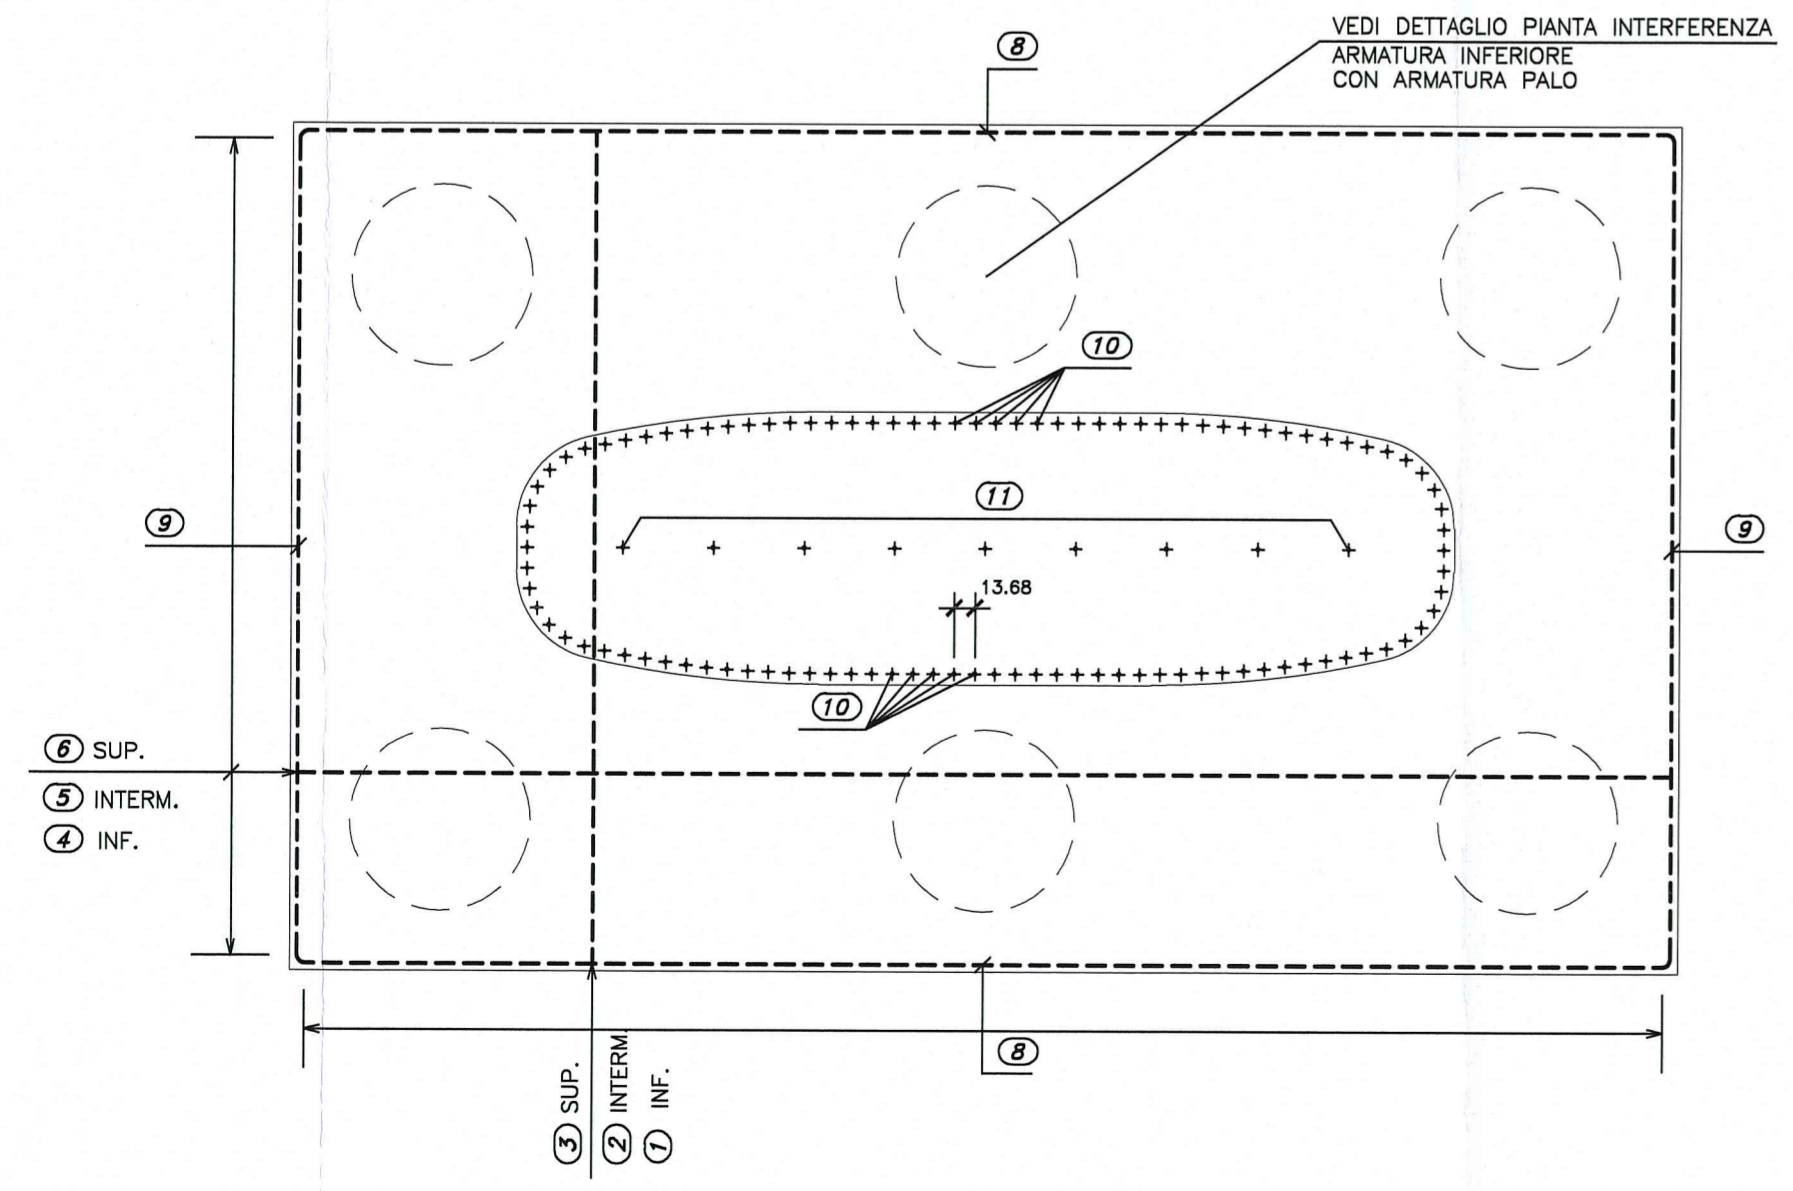 VEDI DETTAGLIO PIANTA INTERFERENZA
ARMATURA INFERIORE
CON ARMATURA PALO
8
10
11
9
9
13.68
10
6 SUP.
5 INTERM.
4 INF.
8
3 SUP.
2 INTERM.
1 INF.